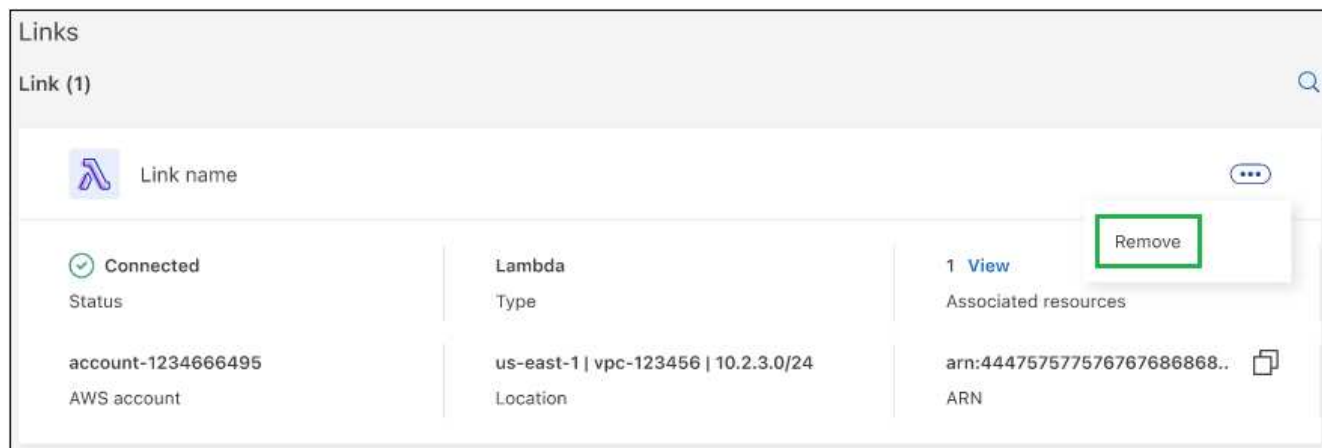 Links
Link (1)
Link name
Remove
Connected
Status
Lambda
Type
1 View
Associated resources
account-1234666495
AWS account
us-east-1 | vpc-123456 | 10.2.3.0/24
Location
arn:444757577576767686868..
ARN